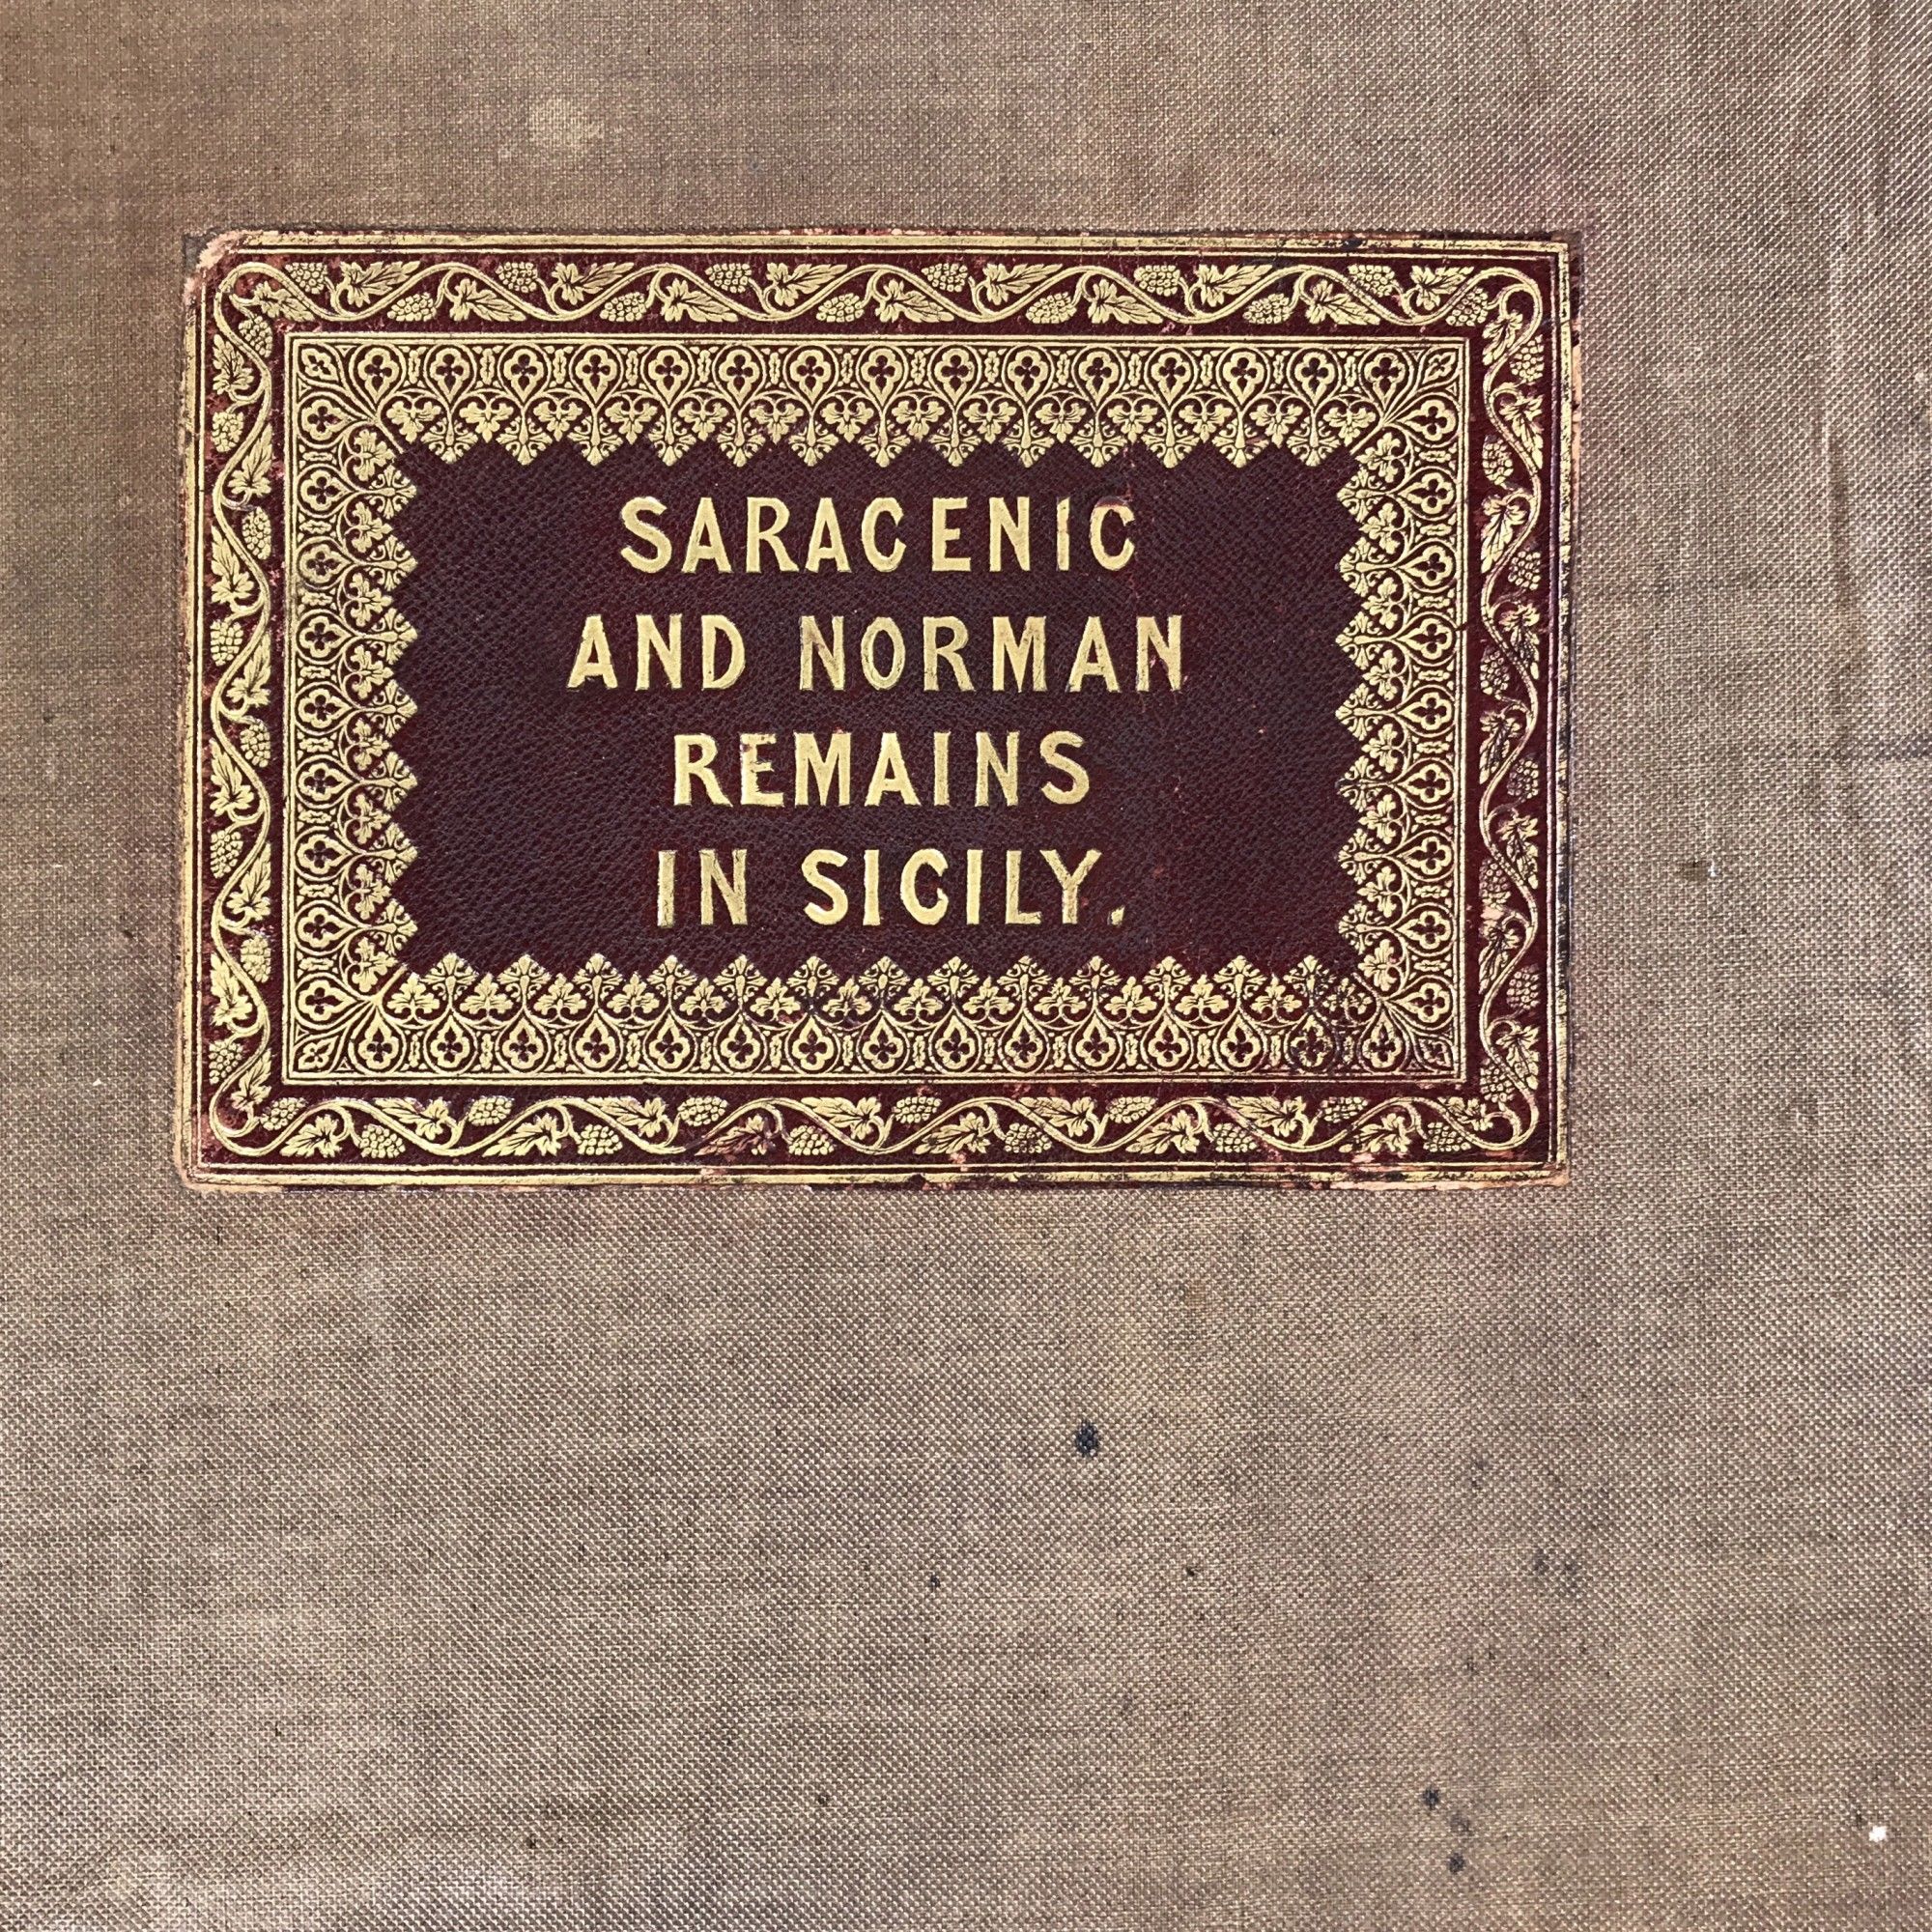 SARACENIC
AND NORMAN
REMAINS
IN SICILY.